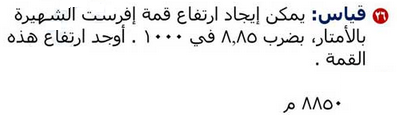 ٢٦ قياس: يمكن إيجاد ارتفاع قمة إفرست الشهيرة
بالأمتار، بضرب ٨,٨٥ في ١٠٠٠ . أوجد ارتفاع هذه
القمة .
٨٨٥٠ م